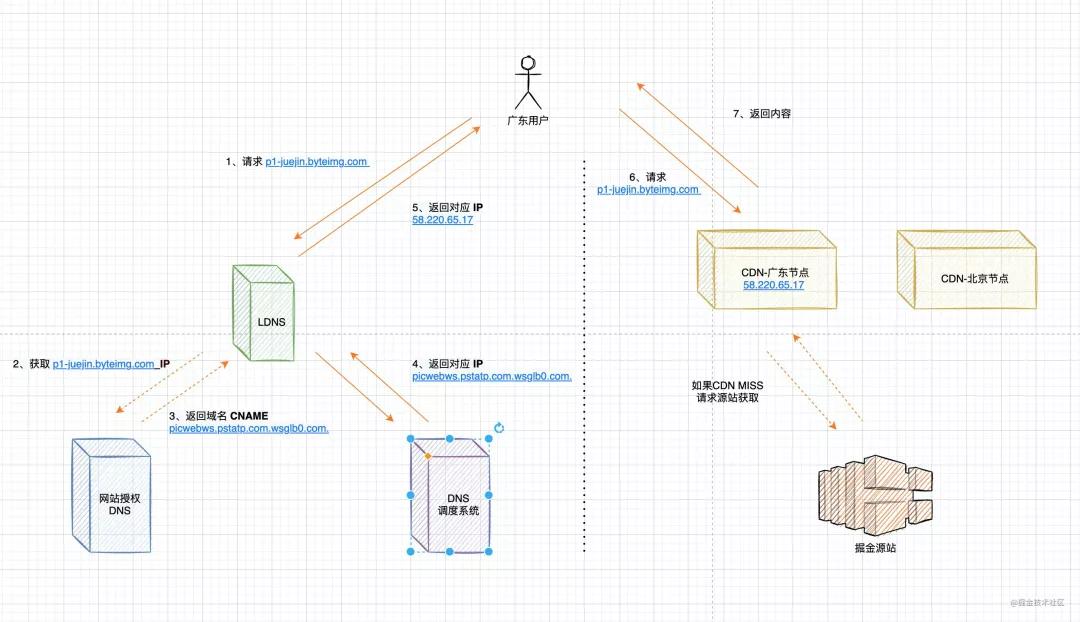 广东用户
7、返回内容
1、请求 p1-juejin.byteimg.com
6、请求
p1-juejin.byteimg.com
5、返回对应 IP
58.220.65.17
CDN-广东节点
58.220.65.17
CDN-北京节点
LDNS
2、获取 p1-juejin.byteimg.com IP
4、返回对应 IP
picwebws.pstatp.com.wsglb0.com.
3、返回域名 CNAME
picwebws.pstatp.com.wsglb0.com.
如果CDN MISS
请求源站获取
网站授权
DNS
DNS
调度系统
掘金源站
@掘金技术社区